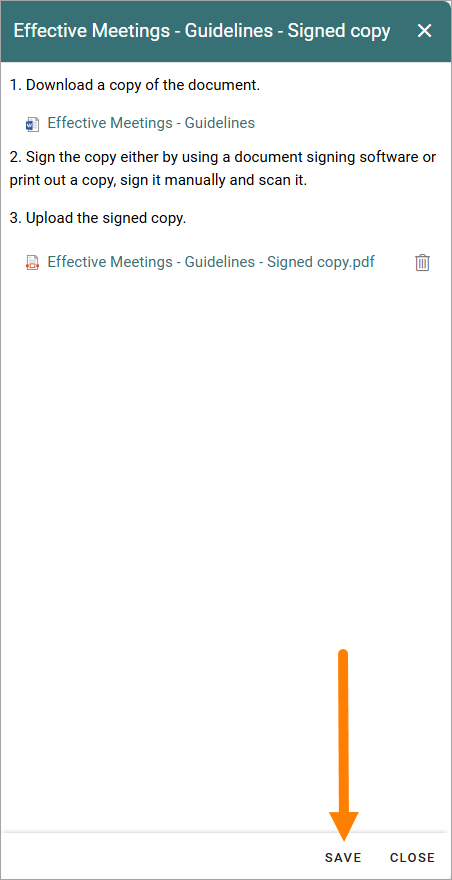 Effective Meetings - Guidelines - Signed copy
1. Download a copy of the document.
Effective Meetings - Guidelines
2. Sign the copy either by using a document signing software or
print out a copy, sign it manually and scan it.
3. Upload the signed copy.
Effective Meetings - Guidelines - Signed copy.pdf
SAVE CLOSE